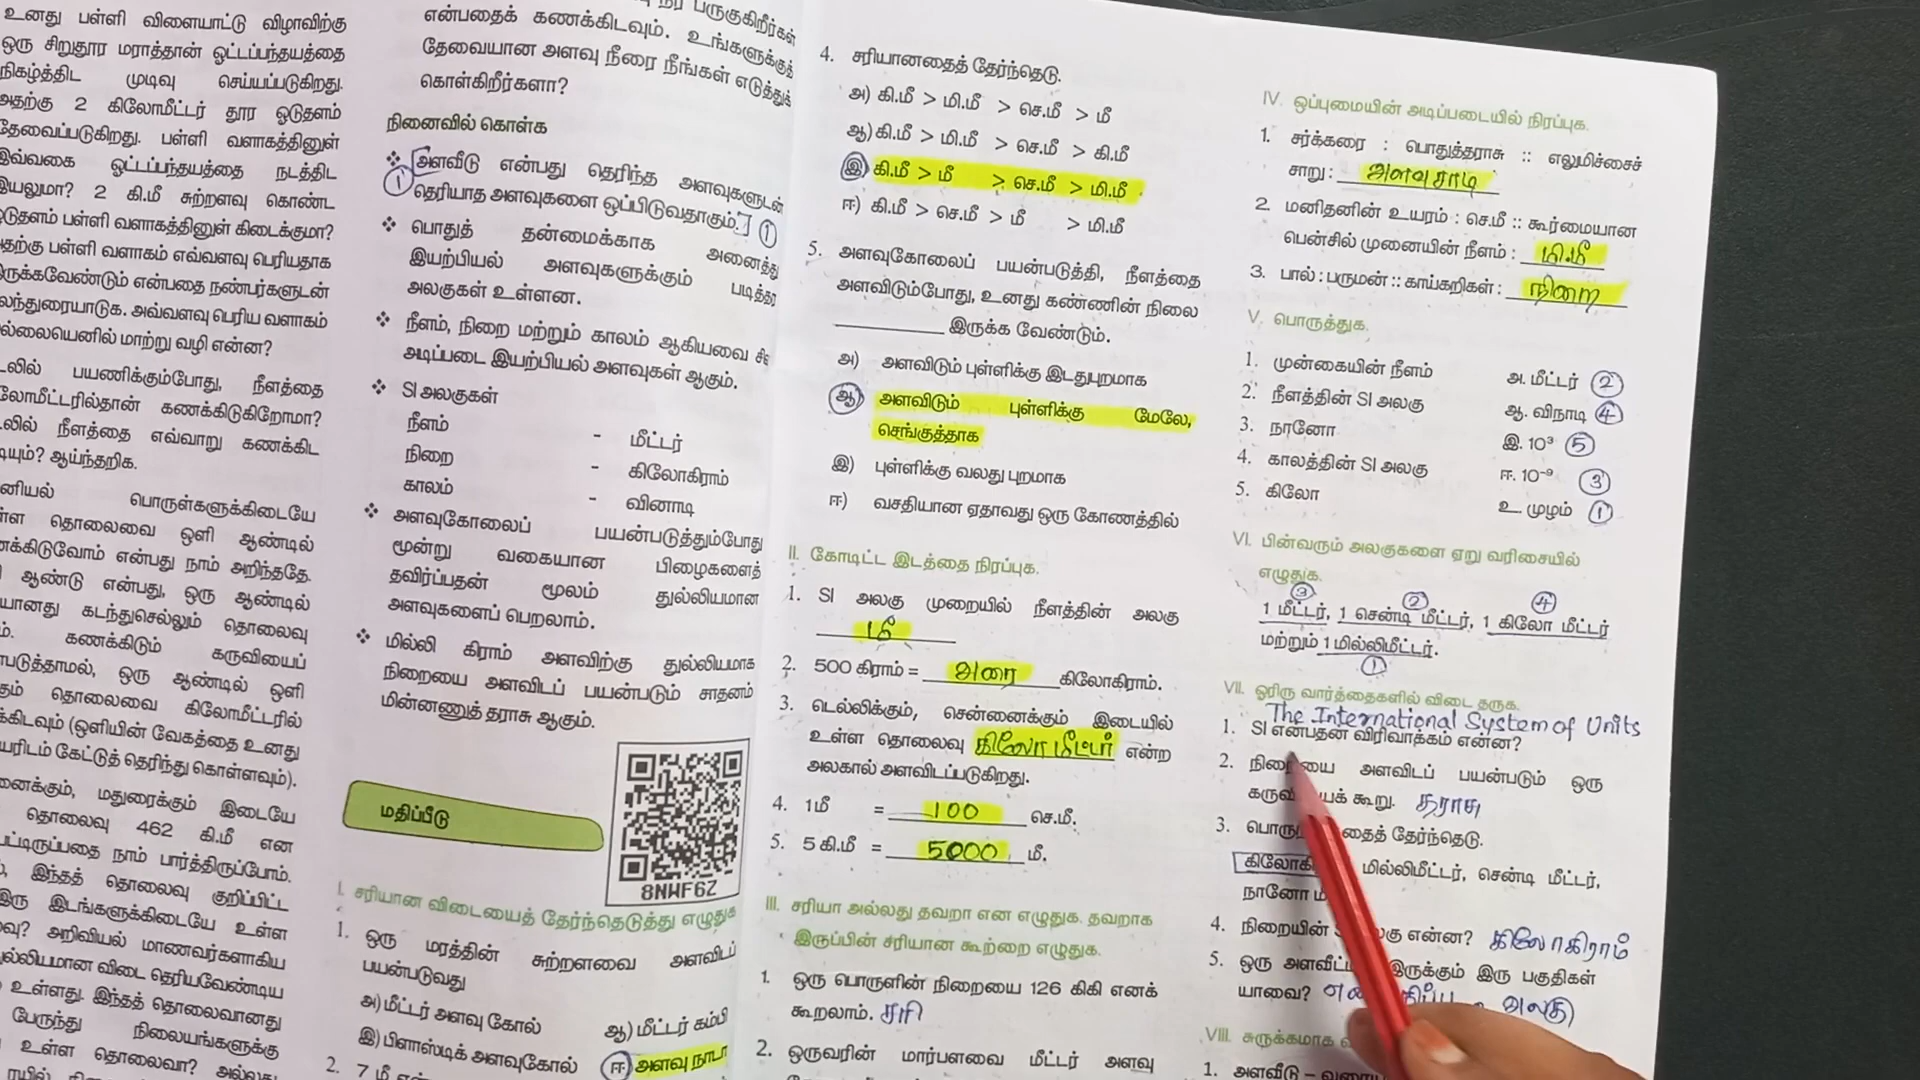 உனது பள்ளி விளையாட்டு விழாவிற்கு
ஒரு சிறுதூர மராத்தான் ஓட்டப்பந்தயத்தை
நிகழ்த்திட முடிவு செய்யப்படுகிறது.
அதற்கு 2 கிலோமீட்டர் தூர ஓடுதளம்
தேவைப்படுகிறது. பள்ளி வளாகத்தினுள்
இவ்வகை ஓட்டப்பந்தயத்தை நடத்திட
இயலுமா? 2 கி.மீ சுற்றளவு கொண்ட
ஓடுதளம் பள்ளி வளாகத்தினுள் கிடைக்குமா?
பள்ளி வளாகம் எவ்வளவு பெரியதாக
இருக்கவேண்டும் என்பதை நண்பர்களுடன்
கலந்துரையாடுக. அவ்வளவு பெரிய வளாகம்
இல்லையெனில் மாற்று வழி என்ன?
பயணிக்கும்போது, நீளத்தை
கிலோமீட்டரில்தான் கணக்கிடுகிறோமா?
நீளத்தை எவ்வாறு கணக்கிட
முடியும்? ஆய்ந்தறிக.
பொருள்களுக்கிடையே
தொலைவை ஒளி ஆண்டில்
கணக்கிடுவோம் என்பது நாம் அறிந்ததே.
ஆண்டு என்பது, ஒரு ஆண்டில்
கடந்துசெல்லும் தொலைவு
கணக்கிடும் கருவியைப்
ஒரு ஆண்டில் ஒளி
தொலைவை கிலோமீட்டரில்
கணக்கிடவும் (ஒளியின் வேகத்தை உனது
கேட்டுத் தெரிந்து கொள்ளவும்).
மதுரைக்கும் இடையே
தொலைவு 462 கி.மீ என
நாம் பார்த்திருப்போம்.
இந்தத் தொலைவு குறிப்பிட்ட
இடங்களுக்கிடையே உள்ள
அறிவியல் மாணவர்களாகிய
துல்லியமான விடை தெரியவேண்டிய
உள்ளது. இந்தத் தொலைவானது
பேருந்து நிலையங்களுக்கு
உள்ள தொலைவா? அல்லது
என்பதைக் கணக்கிடவும். உங்களுக்குத்
தேவையான அளவு நீரை நீங்கள் எடுத்துக்
கொள்கிறீர்களா?
நினைவில் கொள்க
❖ அளவீடு என்பது தெரிந்த அளவுகளுடன்
① தெரியாத அளவுகளை ஒப்பிடுவதாகும்.] ①
❖ பொதுத் தன்மைக்காக அனைத்து
இயற்பியல் அளவுகளுக்கும்
அலகுகள் உள்ளன.
❖ நீளம், நிறை மற்றும் காலம் ஆகியவை சில
அடிப்படை இயற்பியல் அளவுகள் ஆகும்.
❖ SI அலகுகள்
நீளம் - மீட்டர்
நிறை - கிலோகிராம்
காலம் - வினாடி
❖ அளவுகோலைப் பயன்படுத்தும்போது
மூன்று வகையான பிழைகளைத்
தவிர்ப்பதன் மூலம் துல்லியமான
அளவுகளைப் பெறலாம்.
❖ மில்லி கிராம் அளவிற்கு துல்லியமாக
நிறையை அளவிடப் பயன்படும் சாதனம்
மின்னணுத் தராசு ஆகும்.
மதிப்பீடு
8NWF6Z
I. சரியான விடையைத் தேர்ந்தெடுத்து எழுதுக
1. ஒரு மரத்தின் சுற்றளவை அளவிடப்
பயன்படுவது
அ) மீட்டர் அளவு கோல் ஆ) மீட்டர் கம்பி
இ) பிளாஸ்டிக் அளவுகோல் ஈ) அளவு நாடா
4. சரியானதைத் தேர்ந்தெடு.
அ) கி.மீ > மி.மீ > செ.மீ > மீ
ஆ) கி.மீ > மி.மீ > செ.மீ > கி.மீ
இ) கி.மீ > மீ > செ.மீ > மி.மீ
ஈ) கி.மீ > செ.மீ > மீ > மி.மீ
5. அளவுகோலைப் பயன்படுத்தி, நீளத்தை
அளவிடும்போது, உனது கண்ணின் நிலை
__________ இருக்க வேண்டும்.
அ) அளவிடும் புள்ளிக்கு இடதுபுறமாக
ஆ) அளவிடும் புள்ளிக்கு மேலே,
செங்குத்தாக
இ) புள்ளிக்கு வலது புறமாக
ஈ) வசதியான ஏதாவது ஒரு கோணத்தில்
II. கோடிட்ட இடத்தை நிரப்புக.
1. SI அலகு முறையில் நீளத்தின் அலகு
மீ
2. 500 கிராம் = அரை கிலோகிராம்.
3. டெல்லிக்கும், சென்னைக்கும் இடையில்
உள்ள தொலைவு கிலோ மீட்டர் என்ற
அலகால் அளவிடப்படுகிறது.
4. 1மீ = 100 செ.மீ.
5. 5 கி.மீ = 5000 மீ.
III. சரியா அல்லது தவறா என எழுதுக. தவறாக
இருப்பின் சரியான கூற்றை எழுதுக.
1. ஒரு பொருளின் நிறையை 126 கிகி எனக்
கூறலாம். சரி
2. ஒருவரின் மார்பளவை மீட்டர் அளவு
IV. ஒப்புமையின் அடிப்படையில் நிரப்புக.
1. சர்க்கரை : பொதுத்தராசு :: எலுமிச்சைச்
சாறு : அளவு சாடி
2. மனிதனின் உயரம் : செ.மீ :: கூர்மையான
பென்சில் முனையின் நீளம் : மி.மீ
3. பால் : பருமன் :: காய்கறிகள் : நிறை
V. பொருத்துக.
1. முன்கையின் நீளம் அ. மீட்டர் ②
2. நீளத்தின் SI அலகு ஆ. விநாடி ④
3. நானோ இ. 10³ ⑤
4. காலத்தின் SI அலகு ஈ. 10⁻⁹ ③
5. கிலோ உ. முழம் ①
VI. பின்வரும் அலகுகளை ஏறு வரிசையில்
எழுதுக.
③ ② ④
1 மீட்டர், 1 சென்டி மீட்டர், 1 கிலோ மீட்டர்
மற்றும் 1 மில்லிமீட்டர்.
①
VII. ஓரிரு வார்த்தைகளில் விடை தருக.
The International System of Units
1. SI என்பதன் விரிவாக்கம் என்ன?
2. நிறையை அளவிடப் பயன்படும் ஒரு
கூறு. தராசு
3. தேர்ந்தெடு.
மில்லிமீட்டர், சென்டி மீட்டர்,
நானோ
4. நிறையின் என்ன? கிலோகிராம்
5. ஒரு இருக்கும் இரு பகுதிகள்
யாவை? அலகு
VIII. சுருக்கமாக
1. அளவீடு –